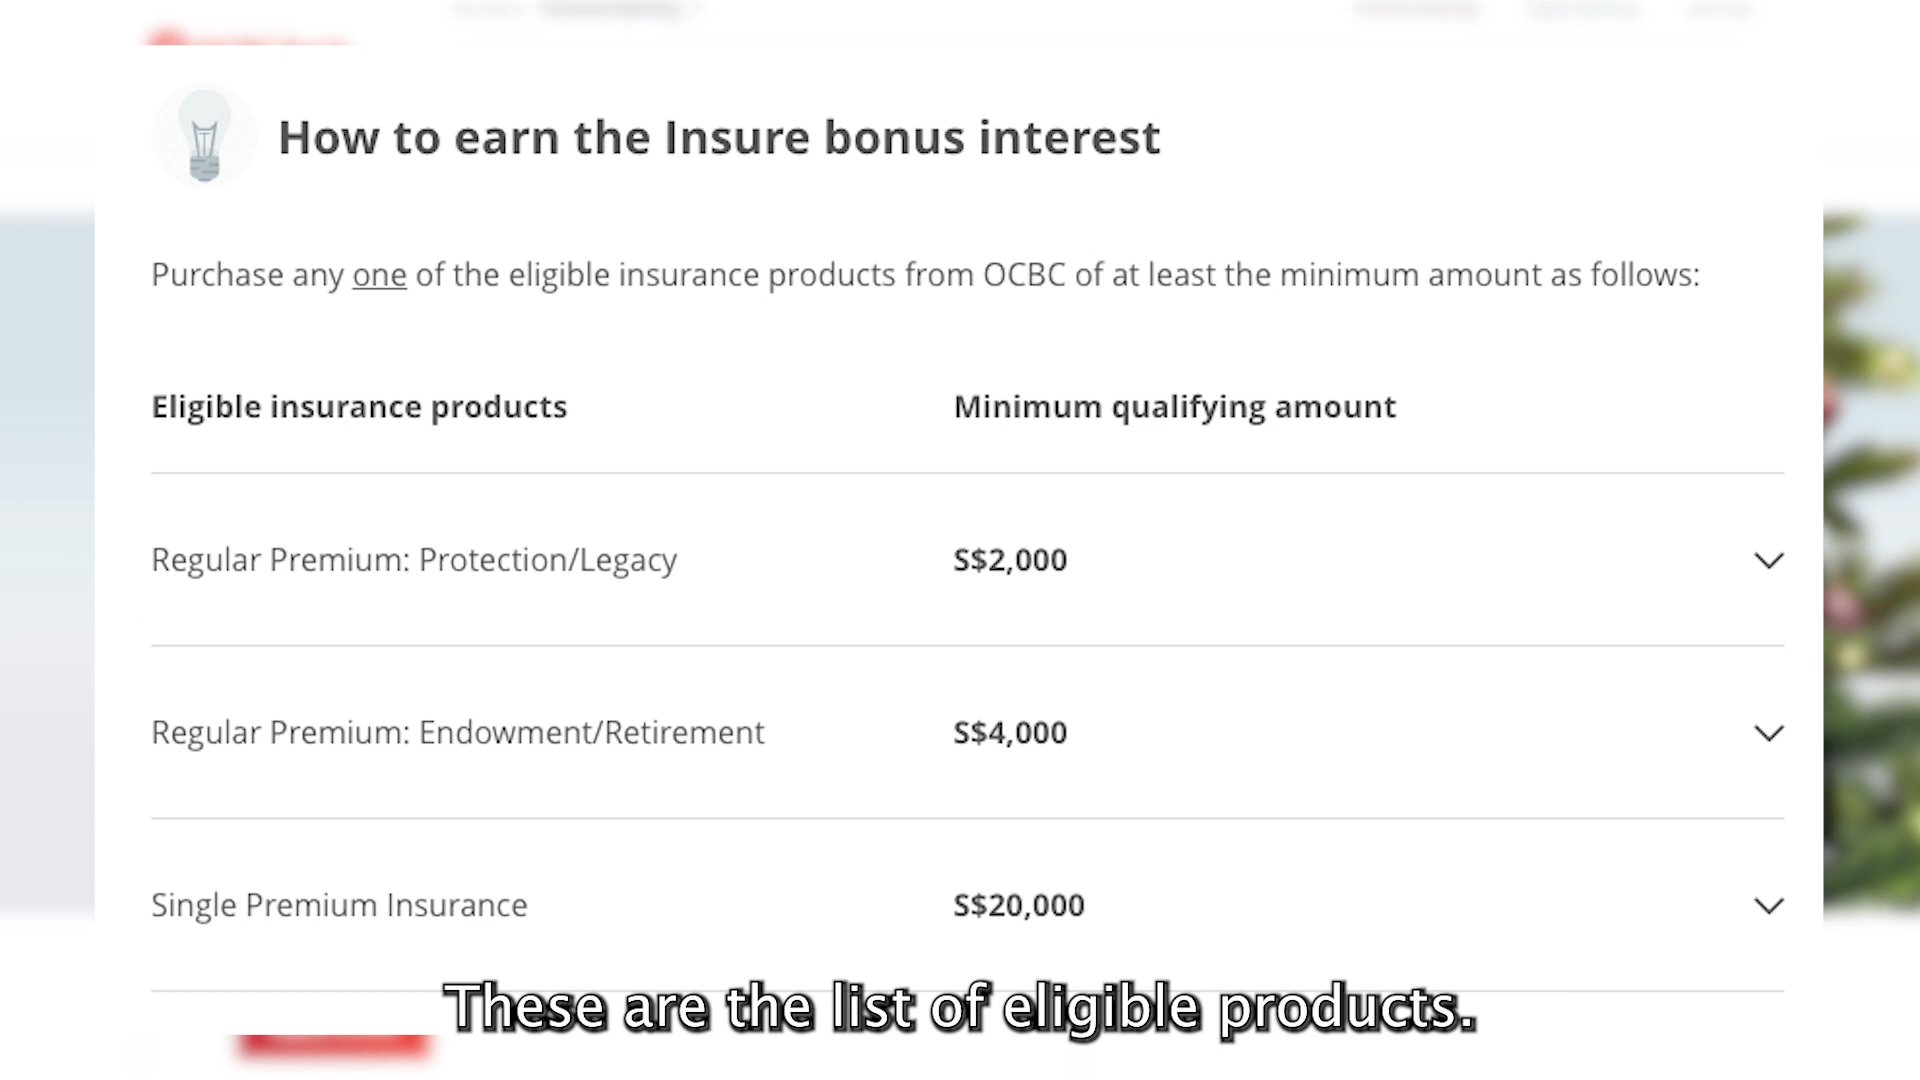 How to earn the Insure bonus interest
Purchase any one of the eligible insurance products from OCBC of at least the minimum amount as follows:
Eligible insurance products Minimum qualifying amount
Regular Premium: Protection/Legacy S$2,000
Regular Premium: Endowment/Retirement S$4,000
Single Premium Insurance S$20,000
These are the list of eligible products.